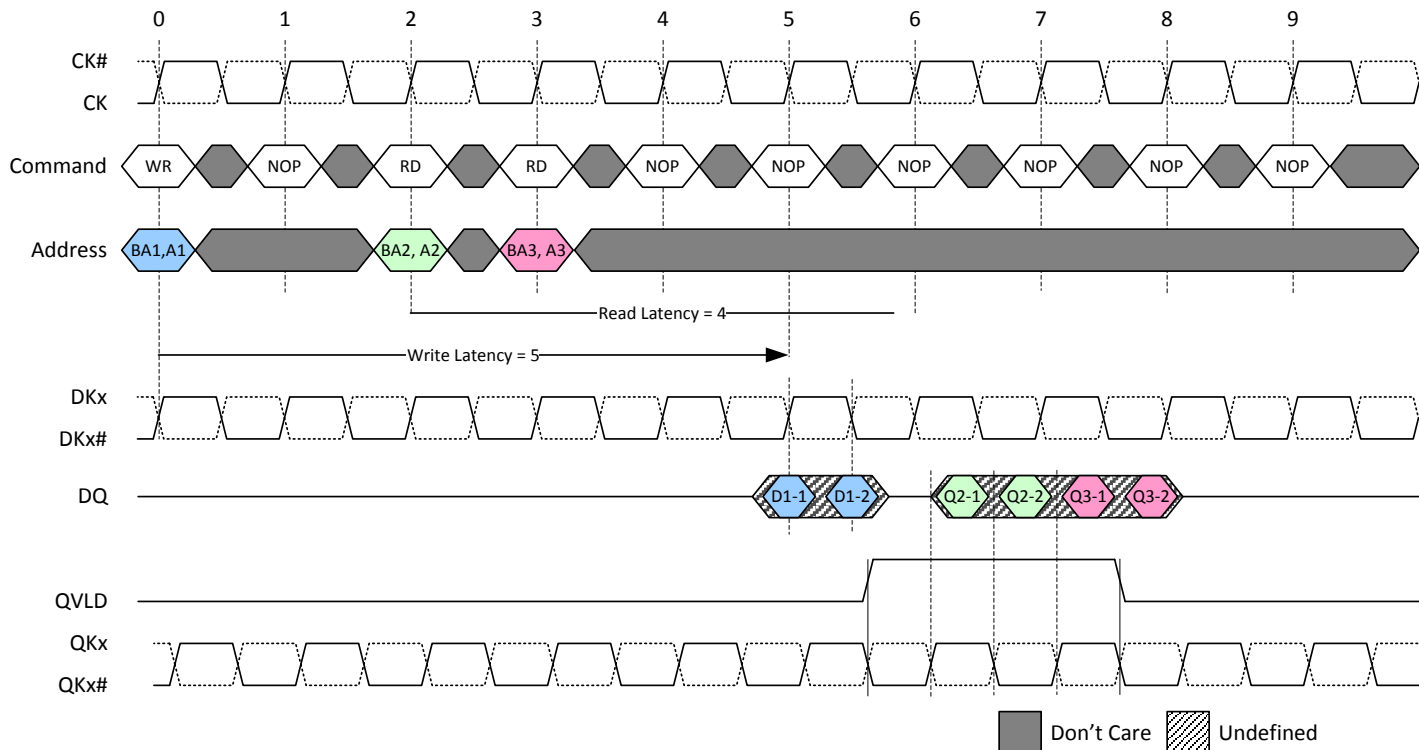 0 1 2 3 4 5 6 7 8 9
CK#
CK
Command WR NOP RD RD NOP NOP NOP NOP NOP NOP
Address BA1,A1 BA2, A2 BA3, A3
Read Latency = 4
Write Latency = 5
DKx
DKx#
DQ D1-1 D1-2 Q2-1 Q2-2 Q3-1 Q3-2
QVLD
QKx
QKx#
Don't Care Undefined